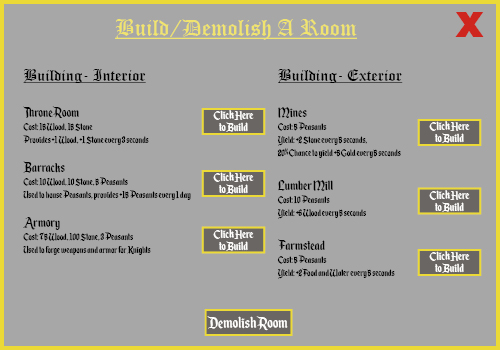 Build/Demolish A Room
X
Building- Interior
Throne Room
Cost: 15 Wood, 15 Stone
Provides +1 Wood, +1 Stone every 3 seconds
Click Here
to Build
Barracks
Cost: 10 Wood, 10 Stone, 5 Peasants
Used to house Peasants, provides +15 Peasants every 1 day
Click Here
to Build
Armory
Cost: 75 Wood, 100 Stone, 3 Peasants
Used to forge weapons and armor for Knights
Click Here
to Build
Building- Exterior
Mines
Cost: 5 Peasants
Yield: +2 Stone every 5 seconds,
20% Chance to yield +5 Gold every 5 seconds
Click Here
to Build
Lumber Mill
Cost: 10 Peasants
Yield: +5 Wood every 5 seconds
Click Here
to Build
Farmstead
Cost: 5 Peasants
Yield: +2 Food and Water every 5 seconds
Click Here
to Build
Demolish Room